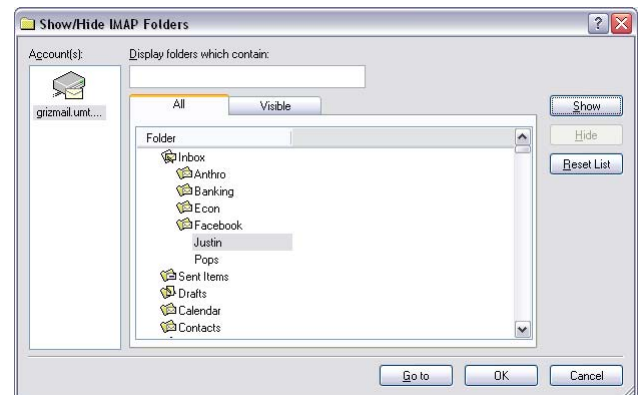 Show/Hide IMAP Folders
Account(s):
Display folders which contain:
grizmail.umt....
All
Visible
Show
Hide
Reset List
Folder
Inbox
Anthro
Banking
Econ
Facebook
Justin
Pops
Sent Items
Drafts
Calendar
Contacts
Go to
OK
Cancel